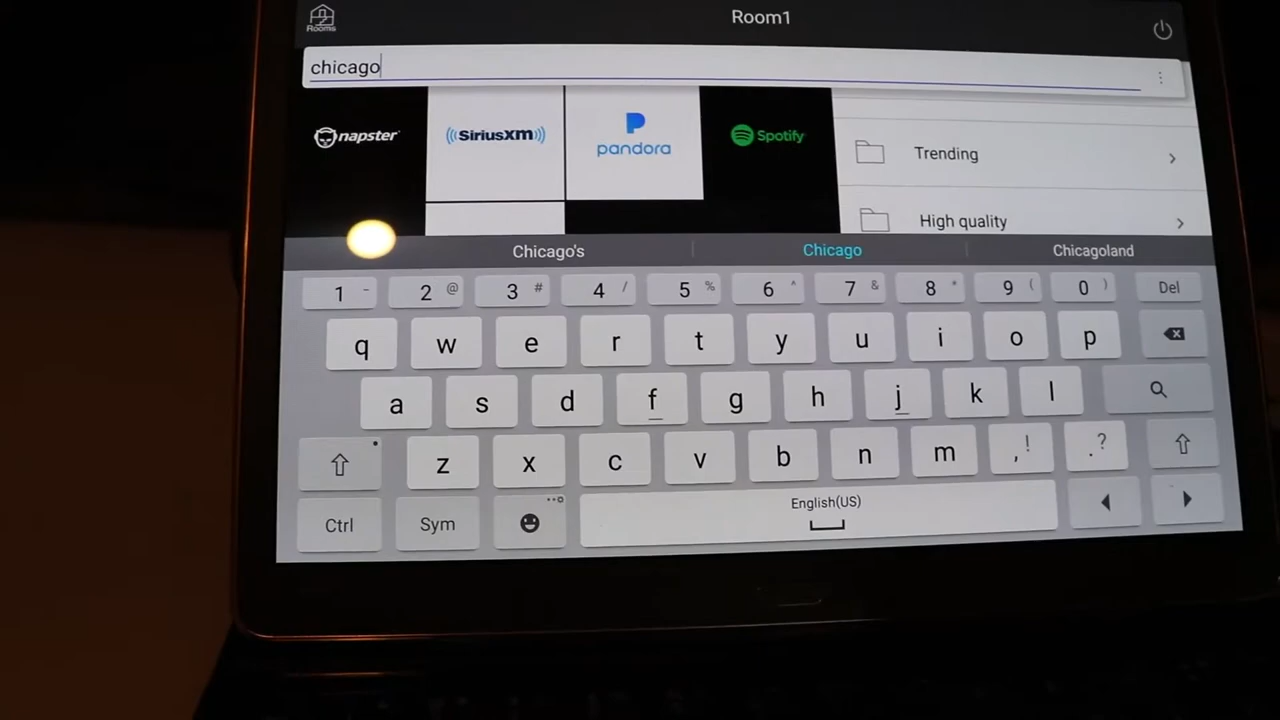 Room1
Rooms
chicago
napster
SiriusXM
pandora
Spotify
Trending
High quality
Chicago's Chicago Chicagoland
1 - 2 @ 3 # 4 / 5 % 6 ^ 7 & 8 * 9 ( 0 ) Del
q w e r t y u i o p
a s d f g h j k l
z x c v b n m , ! . ?
English(US)
Ctrl Sym